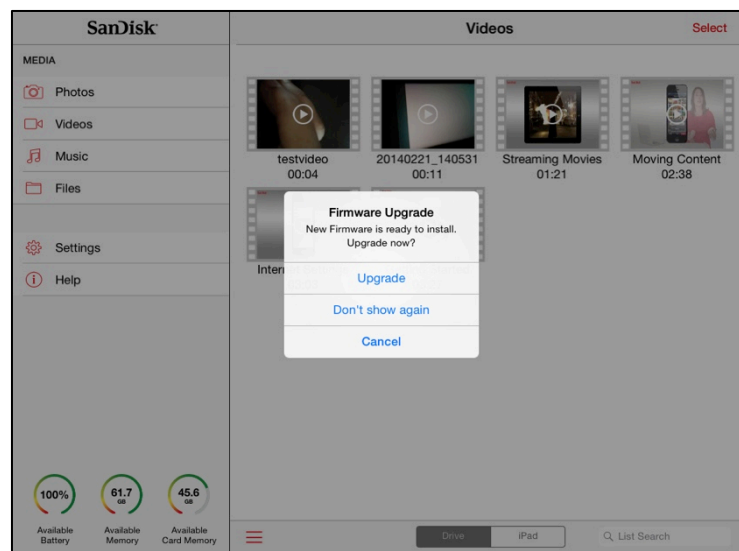 SanDisk
MEDIA
Photos
Videos
Music
Files
Settings
Help
100%
61.7
GB
45.6
GB
Available
Battery
Available
Memory
Available
Card Memory
Videos
Select
testvideo
00:04
20140221_140531
00:11
Streaming Movies
01:21
Moving Content
02:38
Inter
Firmware Upgrade
New Firmware is ready to install.
Upgrade now?
Upgrade
Don't show again
Cancel
Drive
iPad
List Search